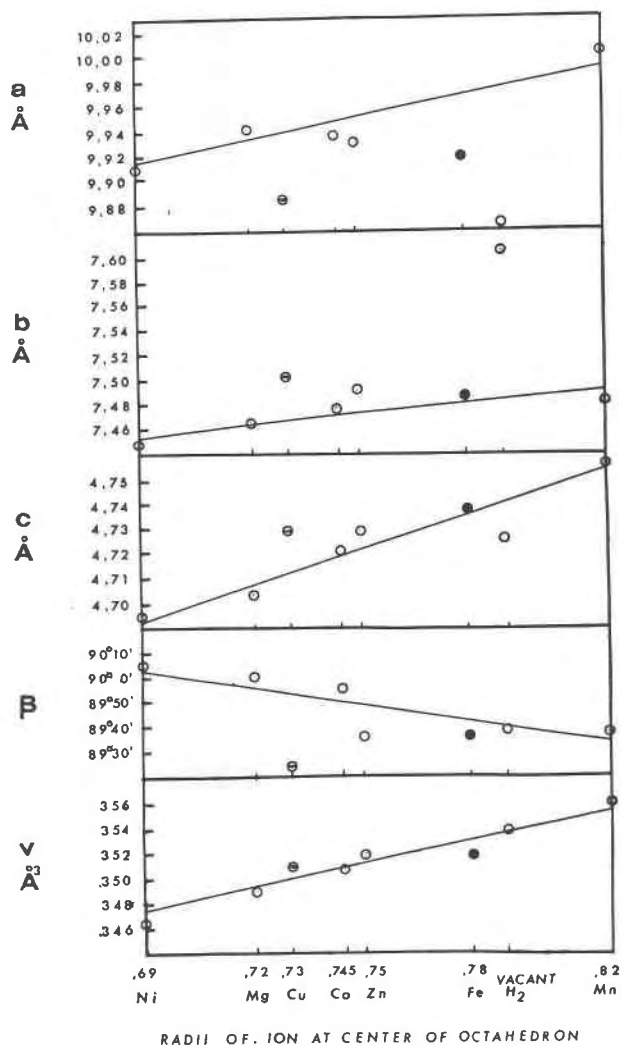 10,02
10,00
9,98
9,96
9,94
9,92
9,90
9,88
a
Å
7,60
7,58
7,56
7,54
7,50
7,48
7,46
b
Å
4,75
4,74
4,73
4,72
4,71
4,70
c
Å
90°10'
90° 0'
89°50'
89°40'
89°30'
β
356
354
352
350
348
346
v
Å3
,69 ,72 ,73 ,745 ,75 ,78 VACANT ,82
Ni Mg Cu Co Zn Fe H2 Mn
RADII OF. ION AT CENTER OF OCTAHEDRON